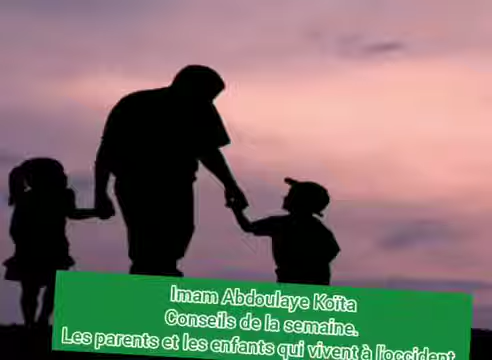 Imam Abdoulaye Koïta
Conseils de la semaine.
Les parents et les enfants qui vivent à l'occident